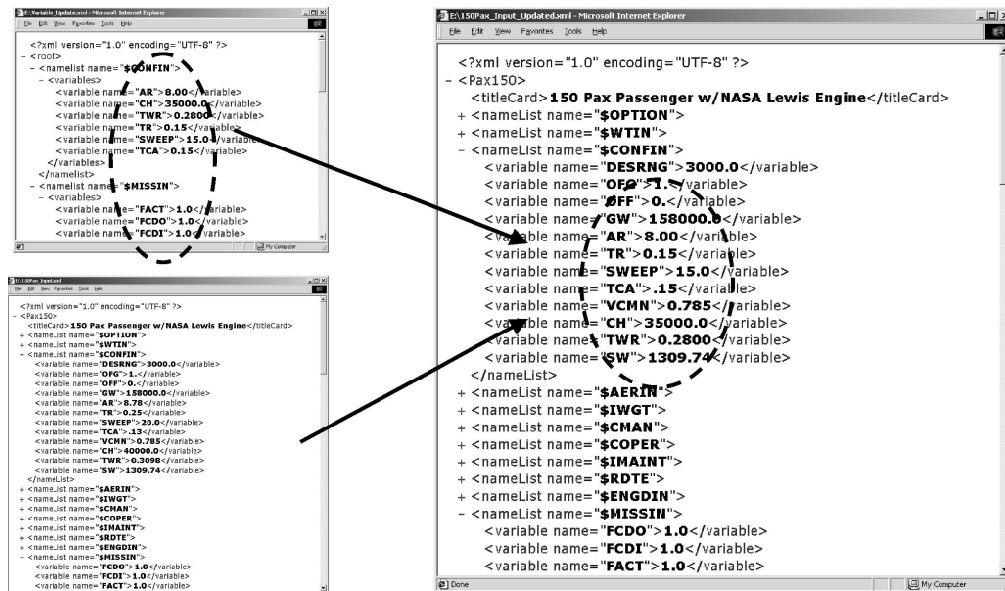 E:\Variable_Update.xml - Microsoft Internet Explorer
File Edit View Favorites Tools Help
<?xml version="1.0" encoding="UTF-8" ?>
- <root>
- <namelist name="$CONFIN">
- <variables>
<variable name="AR">8.00</variable>
<variable name="CH">35000.0</variable>
<variable name="TWR">0.2800</variable>
<variable name="TR">0.15</variable>
<variable name="SWEEP">15.0</variable>
<variable name="TCA">0.15</variable>
</variables>
</namelist>
- <namelist name="$MISSIN">
- <variables>
<variable name="FACT">1.0</variable>
<variable name="FCDO">1.0</variable>
<variable name="FCDI">1.0</variable>
My Computer
E:\150Pax_Input.xml - Microsoft Internet Explorer
File Edit View Favorites Tools Help
<?xml version="1.0" encoding="UTF-8" ?>
- <Pax150>
<titleCard>150 Pax Passenger w/NASA Lewis Engine</titleCard>
+ <nameList name="$OPTION">
+ <nameList name="$WTIN">
- <nameList name="$CONFIN">
<variable name="DESRNG">3000.0</variable>
<variable name="OFG">1.</variable>
<variable name="OFF">0.</variable>
<variable name="GW">158000.0</variable>
<variable name="AR">8.78</variable>
<variable name="TR">0.25</variable>
<variable name="SWEEP">20.0</variable>
<variable name="TCA">.13</variable>
<variable name="VCMN">0.785</variable>
<variable name="CH">40000.0</variable>
<variable name="TWR">0.3098</variable>
<variable name="SW">1309.74</variable>
</nameList>
+ <nameList name="$AERIN">
+ <nameList name="$IWGT">
+ <nameList name="$CMAN">
+ <nameList name="$COPER">
+ <nameList name="$IMAINT">
+ <nameList name="$RDTE">
+ <nameList name="$ENGDIN">
- <nameList name="$MISSIN">
<variable name="FCDO">1.0</variable>
<variable name="FCDI">1.0</variable>
<variable name="FACT">1.0</variable>
E:\150Pax_Input_Updated.xml - Microsoft Internet Explorer
File Edit View Favorites Tools Help
<?xml version="1.0" encoding="UTF-8" ?>
- <Pax150>
<titleCard>150 Pax Passenger w/NASA Lewis Engine</titleCard>
+ <nameList name="$OPTION">
+ <nameList name="$WTIN">
- <nameList name="$CONFIN">
<variable name="DESRNG">3000.0</variable>
<variable name="OFG">1.</variable>
<variable name="OFF">0.</variable>
<variable name="GW">158000.0</variable>
<variable name="AR">8.00</variable>
<variable name="TR">0.15</variable>
<variable name="SWEEP">15.0</variable>
<variable name="TCA">.15</variable>
<variable name="VCMN">0.785</variable>
<variable name="CH">35000.0</variable>
<variable name="TWR">0.2800</variable>
<variable name="SW">1309.74</variable>
</nameList>
+ <nameList name="$AERIN">
+ <nameList name="$IWGT">
+ <nameList name="$CMAN">
+ <nameList name="$COPER">
+ <nameList name="$IMAINT">
+ <nameList name="$RDTE">
+ <nameList name="$ENGDIN">
- <nameList name="$MISSIN">
<variable name="FCDO">1.0</variable>
<variable name="FCDI">1.0</variable>
<variable name="FACT">1.0</variable>
Done
My Computer